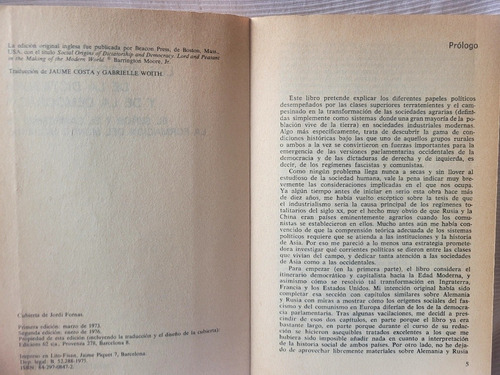 La edición original inglesa fue publicada por Beacon Press, de Boston, Mass.,
USA, con el título Social Origins of Dictatorship and Democracy. Lord and Peasant
in the Making of the Modern World. © Barrington Moore, Jr.
Traducción de JAUME COSTA y GABRIELLE WOITH.
Cubierta de Jordi Fornas.
Primera edición: marzo de 1973.
Segunda edición: enero de 1976.
Propiedad de esta edición (incluyendo la traducción y el diseño de la cubierta):
Edicions 62 s|a., Provenza 278, Barcelona-8.
Impreso en Lito-Fisan, Jaime Piquet 7, Barcelona.
Dep. legal: B. 52.288-1975.
ISBN: 84-297-0847-2.
Prólogo
Este libro pretende explicar los diferentes papeles políticos
desempeñados por las clases superiores terratenientes y el cam-
pesinado en la transformación de las sociedades agrarias (defini-
das simplemente como sistemas donde una gran mayoría de la po-
blación vive de la tierra) en sociedades industriales modernas.
Algo más específicamente, trata de descubrir la gama de con-
diciones históricas bajo las que uno de aquellos grupos rurales
o ambos a la vez se convirtieron en fuerzas importantes para la
emergencia de las versiones parlamentarias occidentales de la
democracia y de las dictaduras de derecha y de izquierda, es
decir, de los regímenes fascistas y comunistas.
Como ningún problema llega nunca a secas y sin llover al
estudioso de la sociedad humana, vale la pena indicar muy bre-
vemente las consideraciones implicadas en el que nos ocupa.
Ya algún tiempo antes de iniciar en serio esta obra hace más
de diez años, me había vuelto escéptico sobre la tesis de que
el industrialismo sería la causa principal de los regímenes to-
talitarios del siglo XX, por el hecho muy obvio de que Rusia y la
China eran países eminentemente agrarios cuando los comunis-
tas se establecieron en ellos. Mucho antes aún me había con-
vencido de que la comprensión teórica adecuada de los sistemas
políticos requiere que se atienda a las instituciones y la historia
de Asia. Por eso me pareció a lo menos una estrategia prometede-
dora investigar qué corrientes políticas se dieron entre las clases
que vivían del campo, y dedicar tanta atención a las sociedades
de Asia como a las occidentales.
Para empezar (en la primera parte), el libro considera el
itinerario democrático y capitalista hacia la Edad Moderna, y
asimismo cómo se resolvió tal transformación en Inglaterra,
Francia y los Estados Unidos. Mi intención original había sido
completar esa sección con capítulos similares sobre Alemania
y Rusia con miras a mostrar cómo los orígenes sociales del fas-
cismo y del comunismo en Europa diferían de los de la democra-
cia parlamentaria. Tras algunas vacilaciones, me decidí a prescin-
dir de esos dos capítulos, en parte porque el libro ya era
bastante largo, en parte porque durante el curso de su redac-
ción se hicieron asequibles tratados excelentes a los que me
hubiera sido imposible añadir nada en cuanto a interpretación
de la historia social de ambos países. Por otro lado, no he deja-
do de aprovechar libremente materiales sobre Alemania y Rusia
5